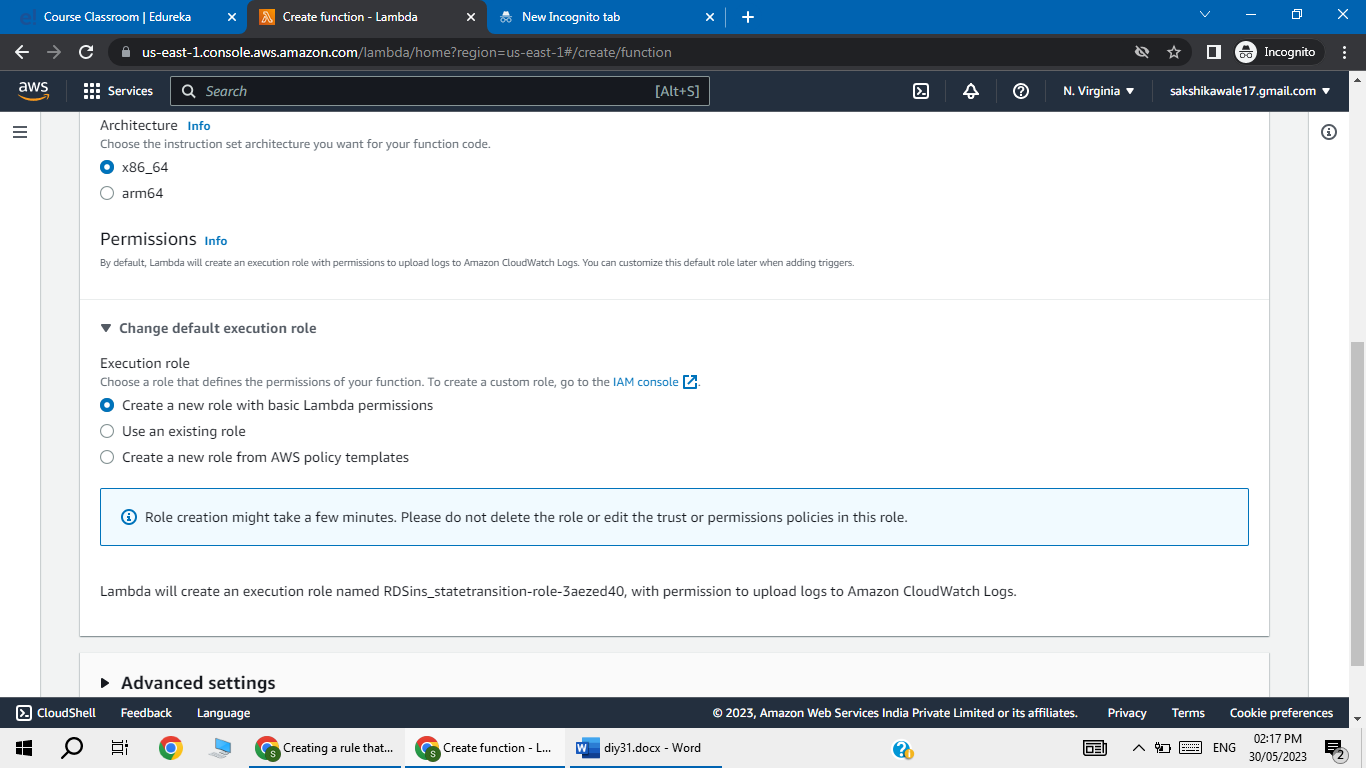 Course Classroom | Edureka
Create function - Lambda
New Incognito tab
us-east-1.console.aws.amazon.com/lambda/home?region=us-east-1#/create/function
Incognito
aws
Services
Search
[Alt+S]
N. Virginia
sakshikawale17.gmail.com
Architecture Info
Choose the instruction set architecture you want for your function code.
x86_64
arm64
Permissions Info
By default, Lambda will create an execution role with permissions to upload logs to Amazon CloudWatch Logs. You can customize this default role later when adding triggers.
Change default execution role
Execution role
Choose a role that defines the permissions of your function. To create a custom role, go to the IAM console.
Create a new role with basic Lambda permissions
Use an existing role
Create a new role from AWS policy templates
Role creation might take a few minutes. Please do not delete the role or edit the trust or permissions policies in this role.
Lambda will create an execution role named RDSins_statetransition-role-3aezed40, with permission to upload logs to Amazon CloudWatch Logs.
Advanced settings
CloudShell
Feedback
Language
© 2023, Amazon Web Services India Private Limited or its affiliates.
Privacy
Terms
Cookie preferences
Creating a rule that...
Create function - L...
diy31.docx - Word
ENG
02:17 PM
30/05/2023
2